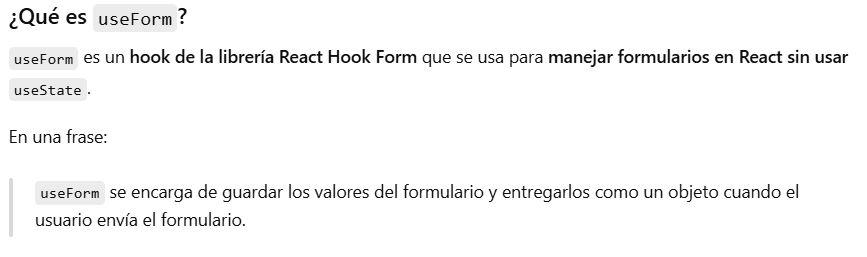 ¿Qué es useForm?
useForm es un hook de la librería React Hook Form que se usa para manejar formularios en React sin usar
useState.
En una frase:
useForm se encarga de guardar los valores del formulario y entregarlos como un objeto cuando el
usuario envía el formulario.